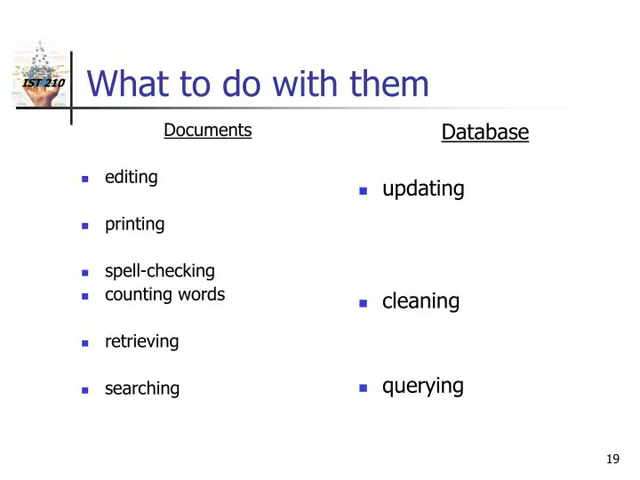 IST 210
What to do with them
Documents
editing
printing
spell-checking
counting words
retrieving
searching
Database
updating
cleaning
querying
19